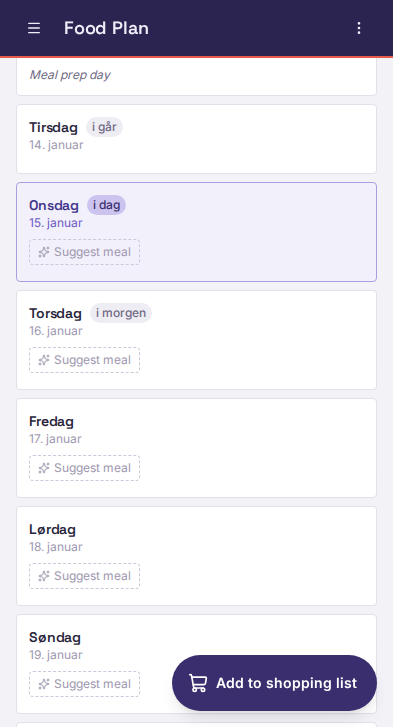 Food Plan
Meal prep day
Tirsdag i går
14. januar
Onsdag i dag
15. januar
Suggest meal
Torsdag i morgen
16. januar
Suggest meal
Fredag
17. januar
Suggest meal
Lørdag
18. januar
Suggest meal
Søndag
19. januar
Suggest meal
Add to shopping list